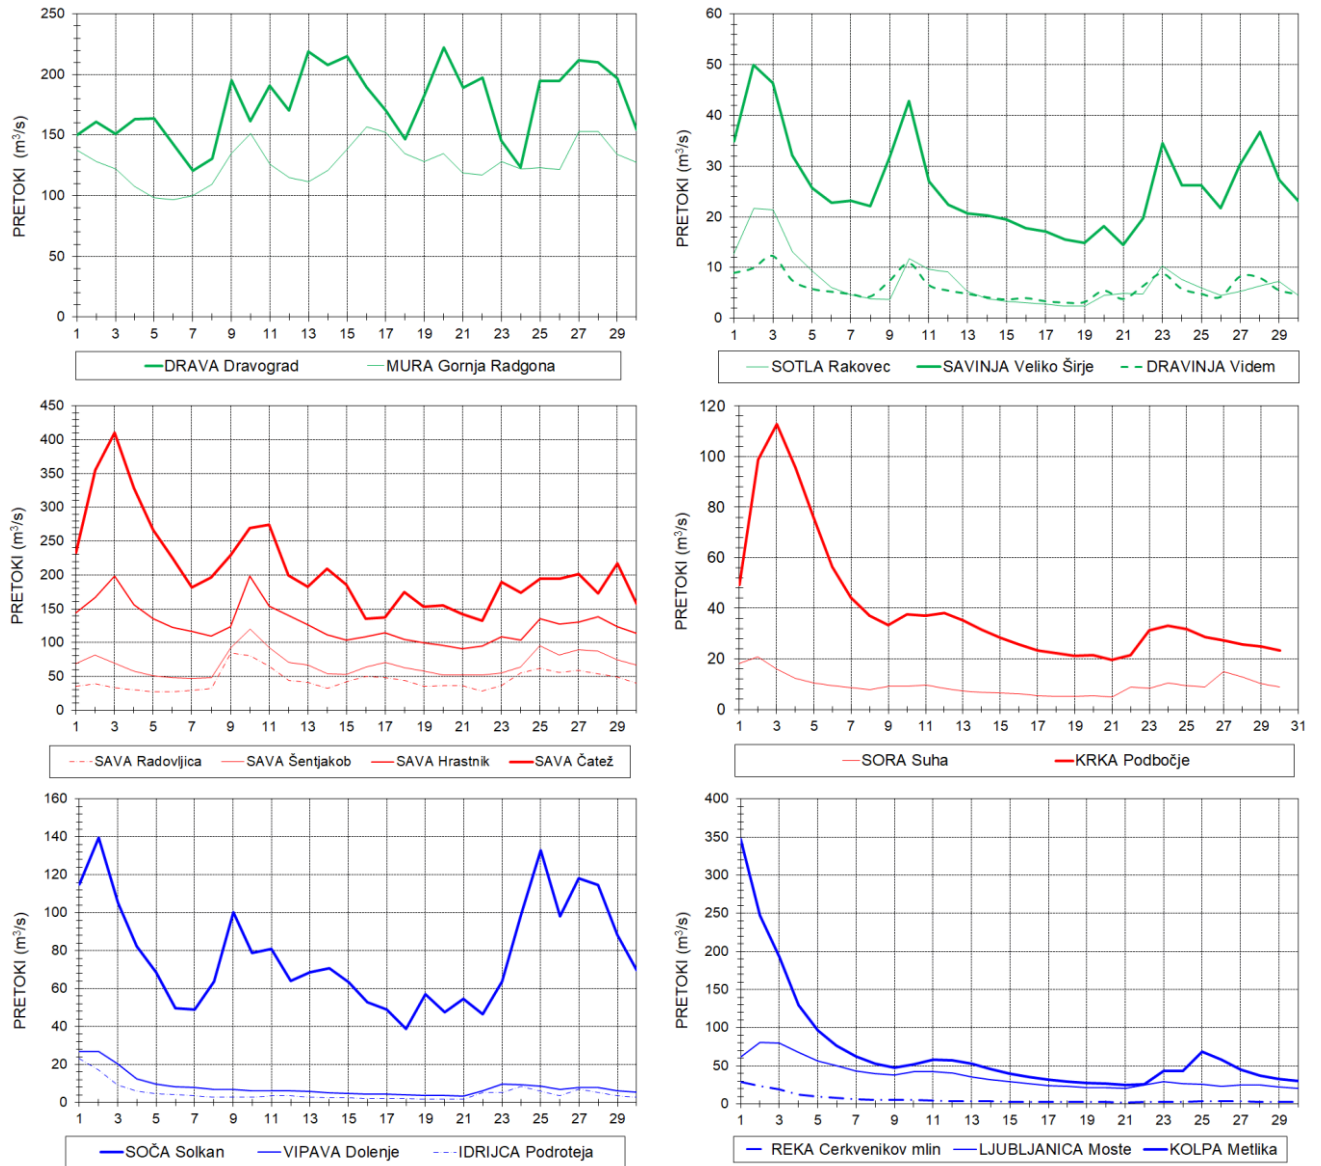 PRETOKI (m³/s)
250
200
150
100
50
0
1 3 5 7 9 11 13 15 17 19 21 23 25 27 29
DRAVA Dravograd MURA Gornja Radgona
PRETOKI (m³/s)
60
50
40
30
20
10
0
1 3 5 7 9 11 13 15 17 19 21 23 25 27 29
SOTLA Rakovec SAVINJA Veliko Širje DRAVINJA Videm
PRETOKI (m³/s)
450
400
350
300
250
200
150
100
50
0
1 3 5 7 9 11 13 15 17 19 21 23 25 27 29
SAVA Radovljica SAVA Šentjakob SAVA Hrastnik SAVA Čatež
PRETOKI (m³/s)
120
100
80
60
40
20
0
1 3 5 7 9 11 13 15 17 19 21 23 25 27 29 31
SORA Suha KRKA Podbočje
PRETOKI (m³/s)
160
140
120
100
80
60
40
20
0
1 3 5 7 9 11 13 15 17 19 21 23 25 27 29
SOČA Solkan VIPAVA Dolenje IDRIJCA Podroteja
PRETOKI (m³/s)
400
350
300
250
200
150
100
50
0
1 3 5 7 9 11 13 15 17 19 21 23 25 27 29
REKA Cerkvenikov mlin LJUBLJANICA Moste KOLPA Metlika